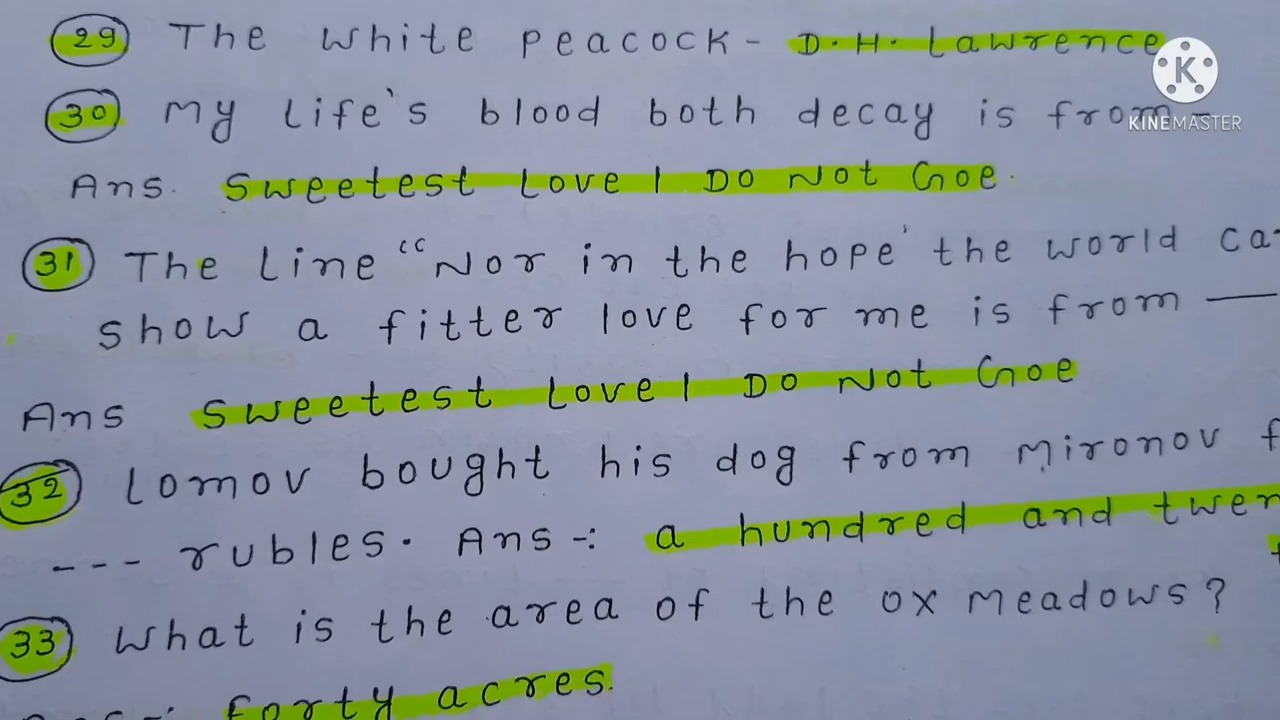 29 The White Peacock - D.H. Lawrence
K
KINEMASTER
30 My Life's blood both decay is from -
Ans. Sweetest Love I Do Not Goe.
31 The Line "Nor in the hope' the world ca-
show a fitter love for me is from —
Ans Sweetest Love I Do Not Goe
32 Lomov bought his dog from Mironov f
--- rubles. Ans -: a hundred and twen
33 What is the area of the ox Meadows?
forty acres.